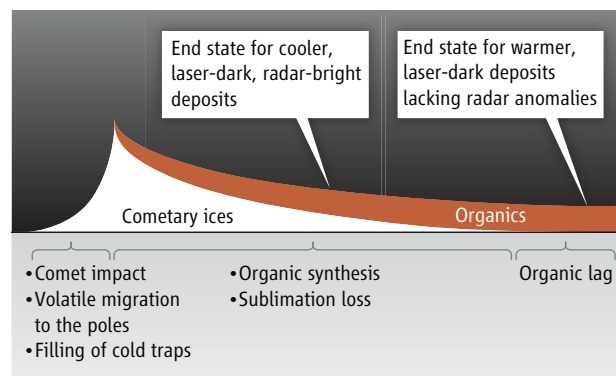 End state for cooler,
laser-dark, radar-bright
deposits
End state for warmer,
laser-dark deposits
lacking radar anomalies
Cometary ices
Organics
•Comet impact
•Volatile migration
to the poles
•Filling of cold traps
•Organic synthesis
•Sublimation loss
Organic lag